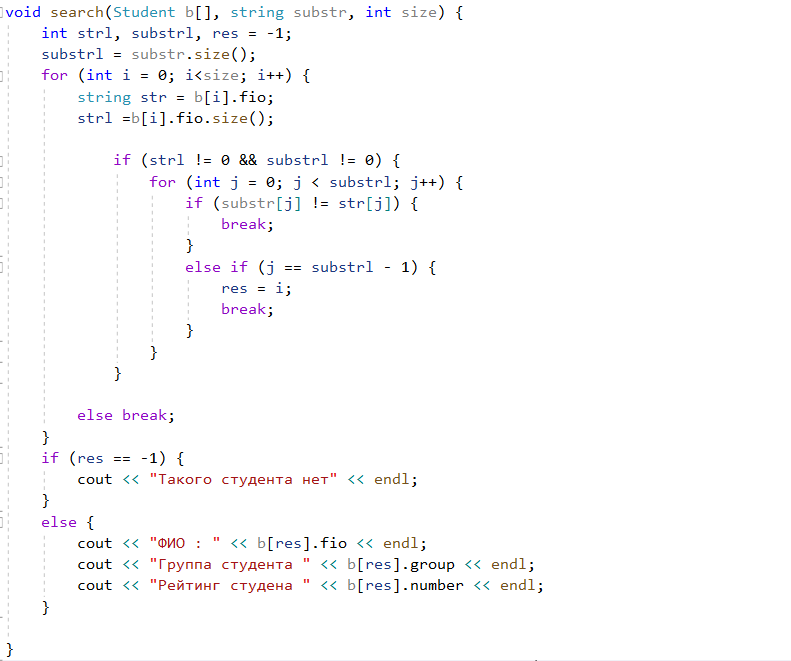 void search(Student b[], string substr, int size) {
    int strl, substrl, res = -1;
    substrl = substr.size();
    for (int i = 0; i<size; i++) {
        string str = b[i].fio;
        strl =b[i].fio.size();
            if (strl != 0 && substrl != 0) {
                for (int j = 0; j < substrl; j++) {
                    if (substr[j] != str[j]) {
                        break;
                    }
                    else if (j == substrl - 1) {
                        res = i;
                        break;
                    }
                }
            }
        else break;
    }
    if (res == -1) {
        cout << "Такого студента нет" << endl;
    }
    else {
        cout << "ФИО : " << b[res].fio << endl;
        cout << "Группа студента " << b[res].group << endl;
        cout << "Рейтинг студена " << b[res].number << endl;
    }
}